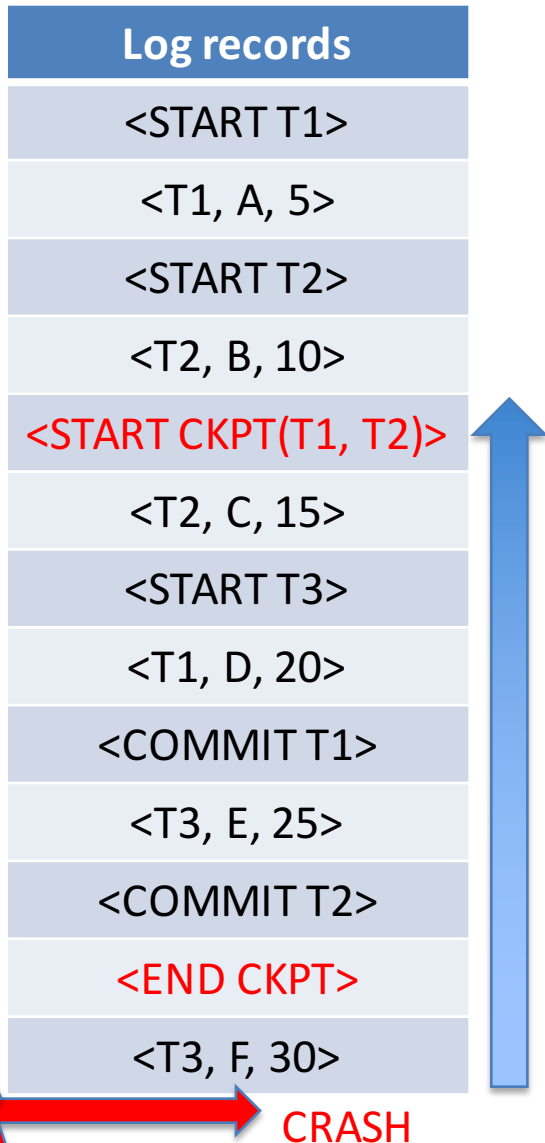 Log records
<START T1>
<T1, A, 5>
<START T2>
<T2, B, 10>
<START CKPT(T1, T2)>
<T2, C, 15>
<START T3>
<T1, D, 20>
<COMMIT T1>
<T3, E, 25>
<COMMIT T2>
<END CKPT>
<T3, F, 30>
CRASH